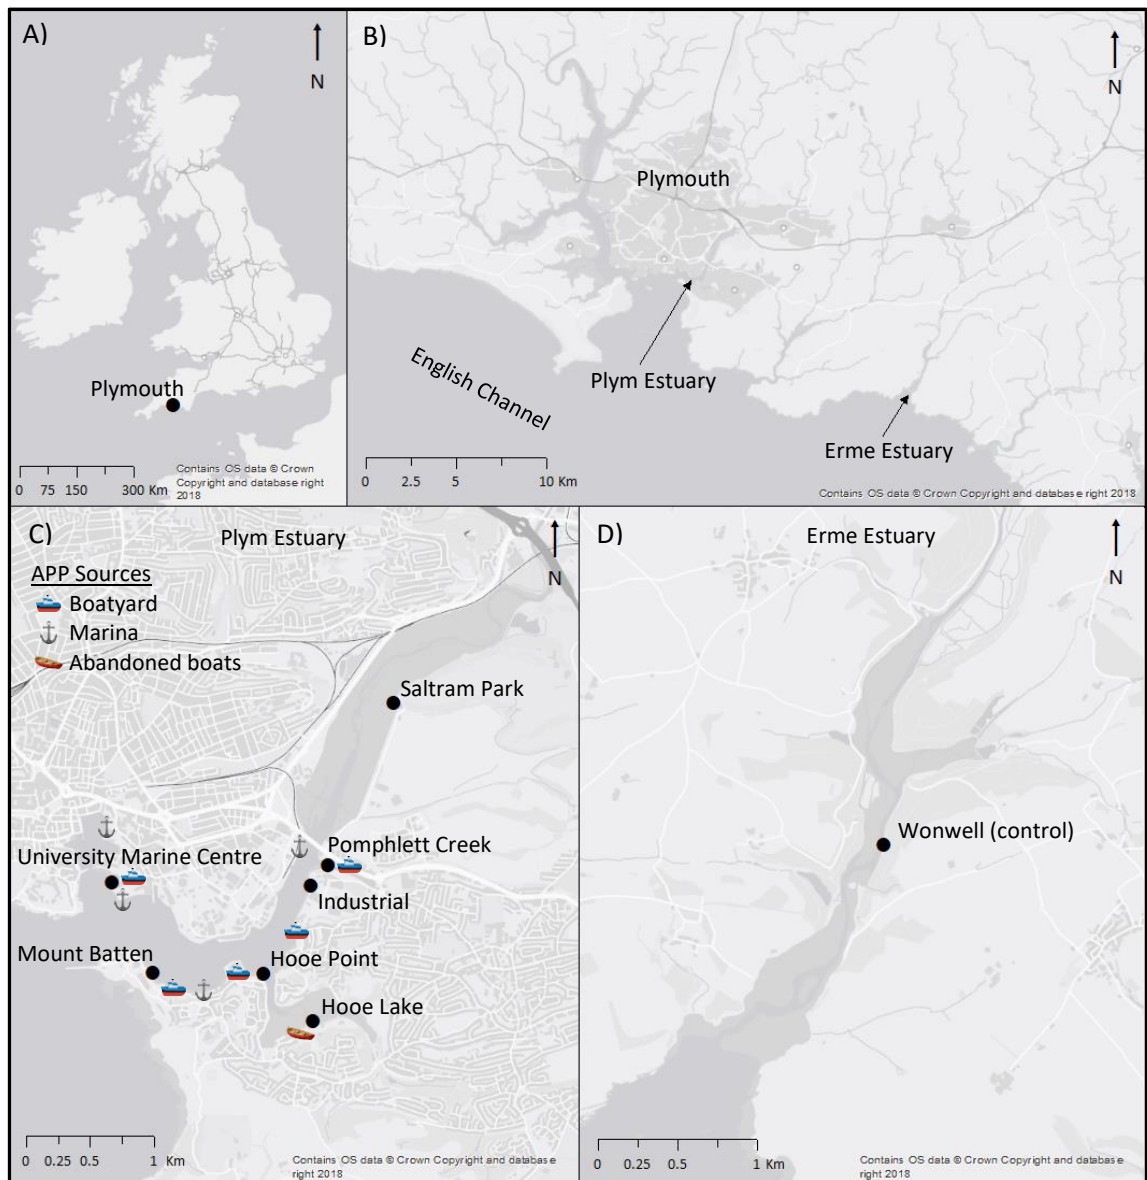 A)
N
Plymouth
0 75 150 300 Km
Contains OS data © Crown
Copyright and database right
2018
B)
N
Plymouth
English Channel
Plym Estuary
Erme Estuary
0 2.5 5 10 Km
Contains OS data © Crown Copyright and database right 2018
C)
Plym Estuary
N
APP Sources
Boatyard
Marina
Abandoned boats
Saltram Park
Pomphlett Creek
University Marine Centre
Industrial
Mount Batten
Hooe Point
Hooe Lake
0 0.25 0.5 1 Km
Contains OS data © Crown Copyright and database
right 2018
D)
Erme Estuary
N
Wonwell (control)
0 0.25 0.5 1 Km
Contains OS data © Crown Copyright and database
right 2018